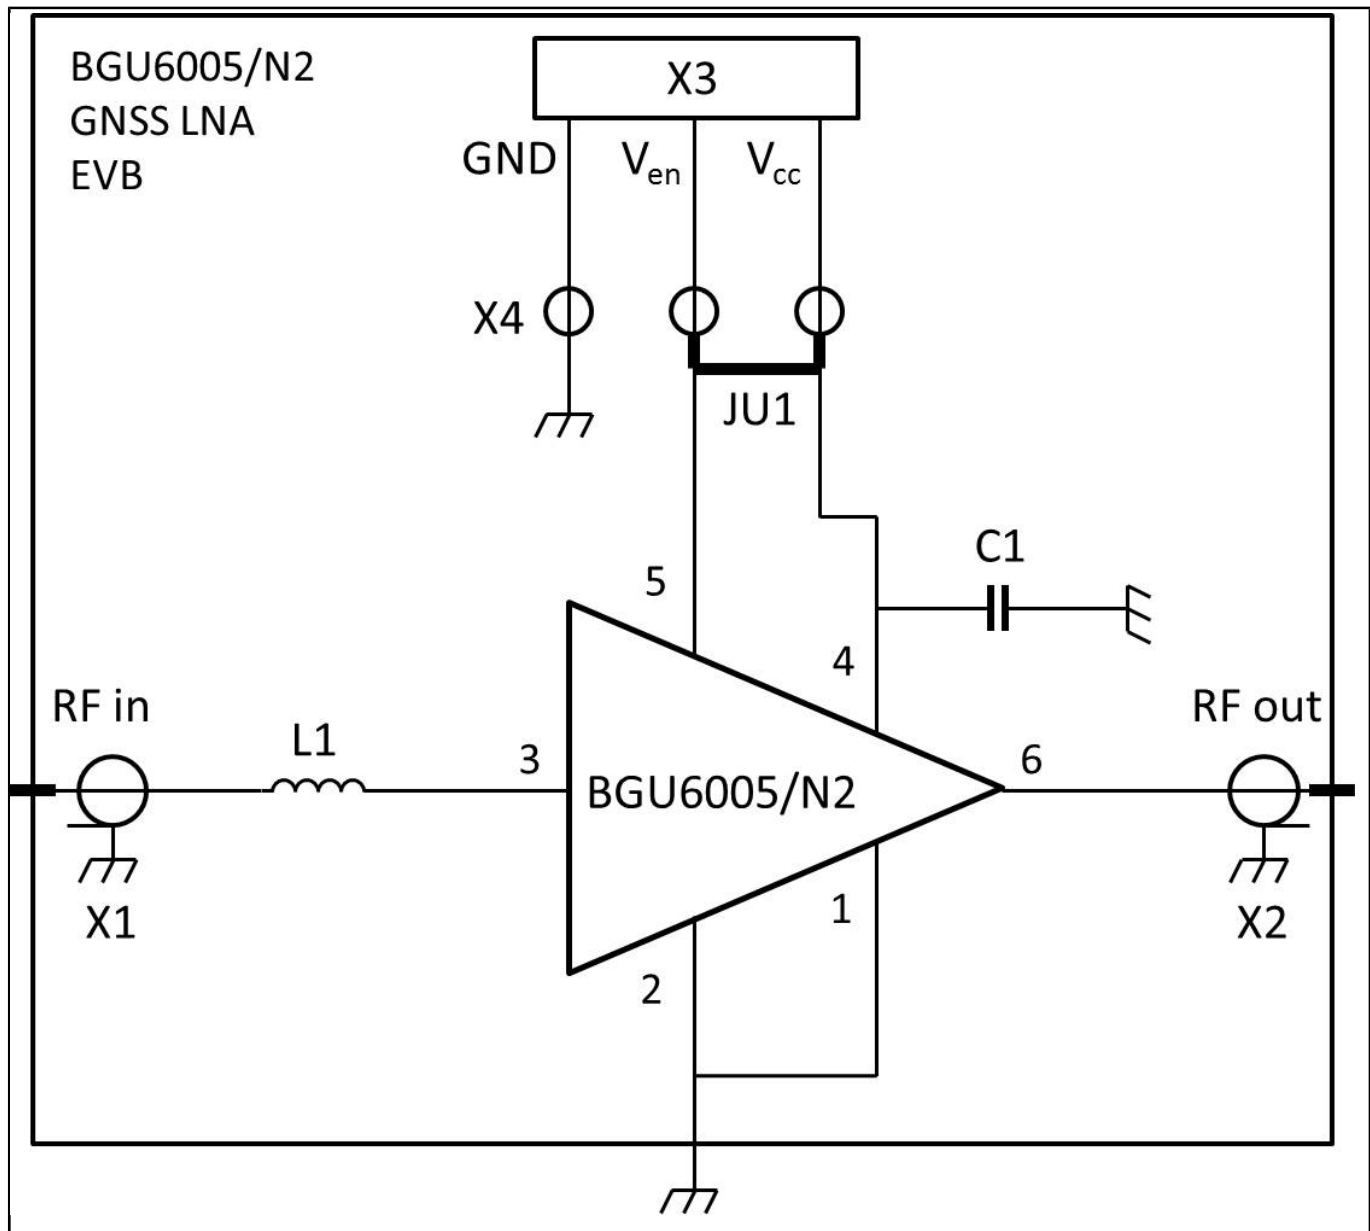 BGU6005/N2
GNSS LNA
EVB
X3
GND
Ven
Vcc
X4
JU1
C1
5
4
RF in
RF out
L1
3
6
BGU6005/N2
X1
1
X2
2